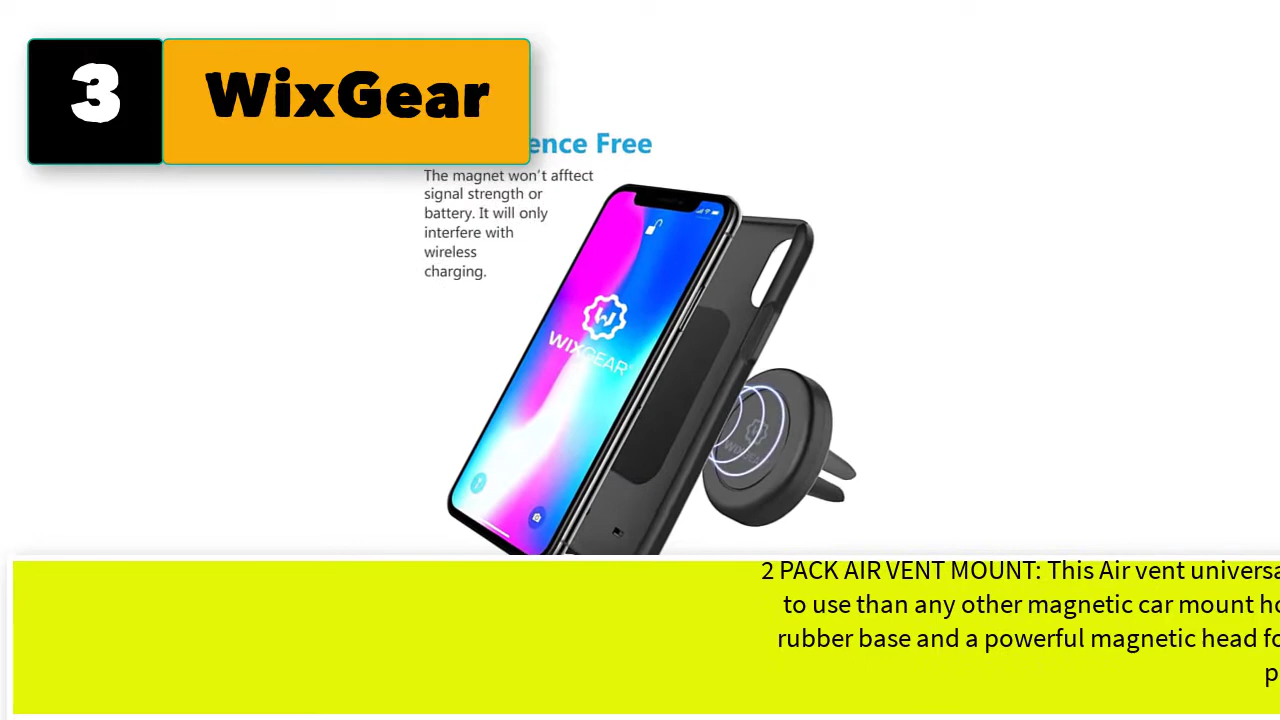 3 WixGear
ence Free
The magnet won't afftect
signal strength or
battery. It will only
interfere with
wireless
charging.
WIXGEAR
2 PACK AIR VENT MOUNT: This Air vent universa
to use than any other magnetic car mount ho
rubber base and a powerful magnetic head fo
p